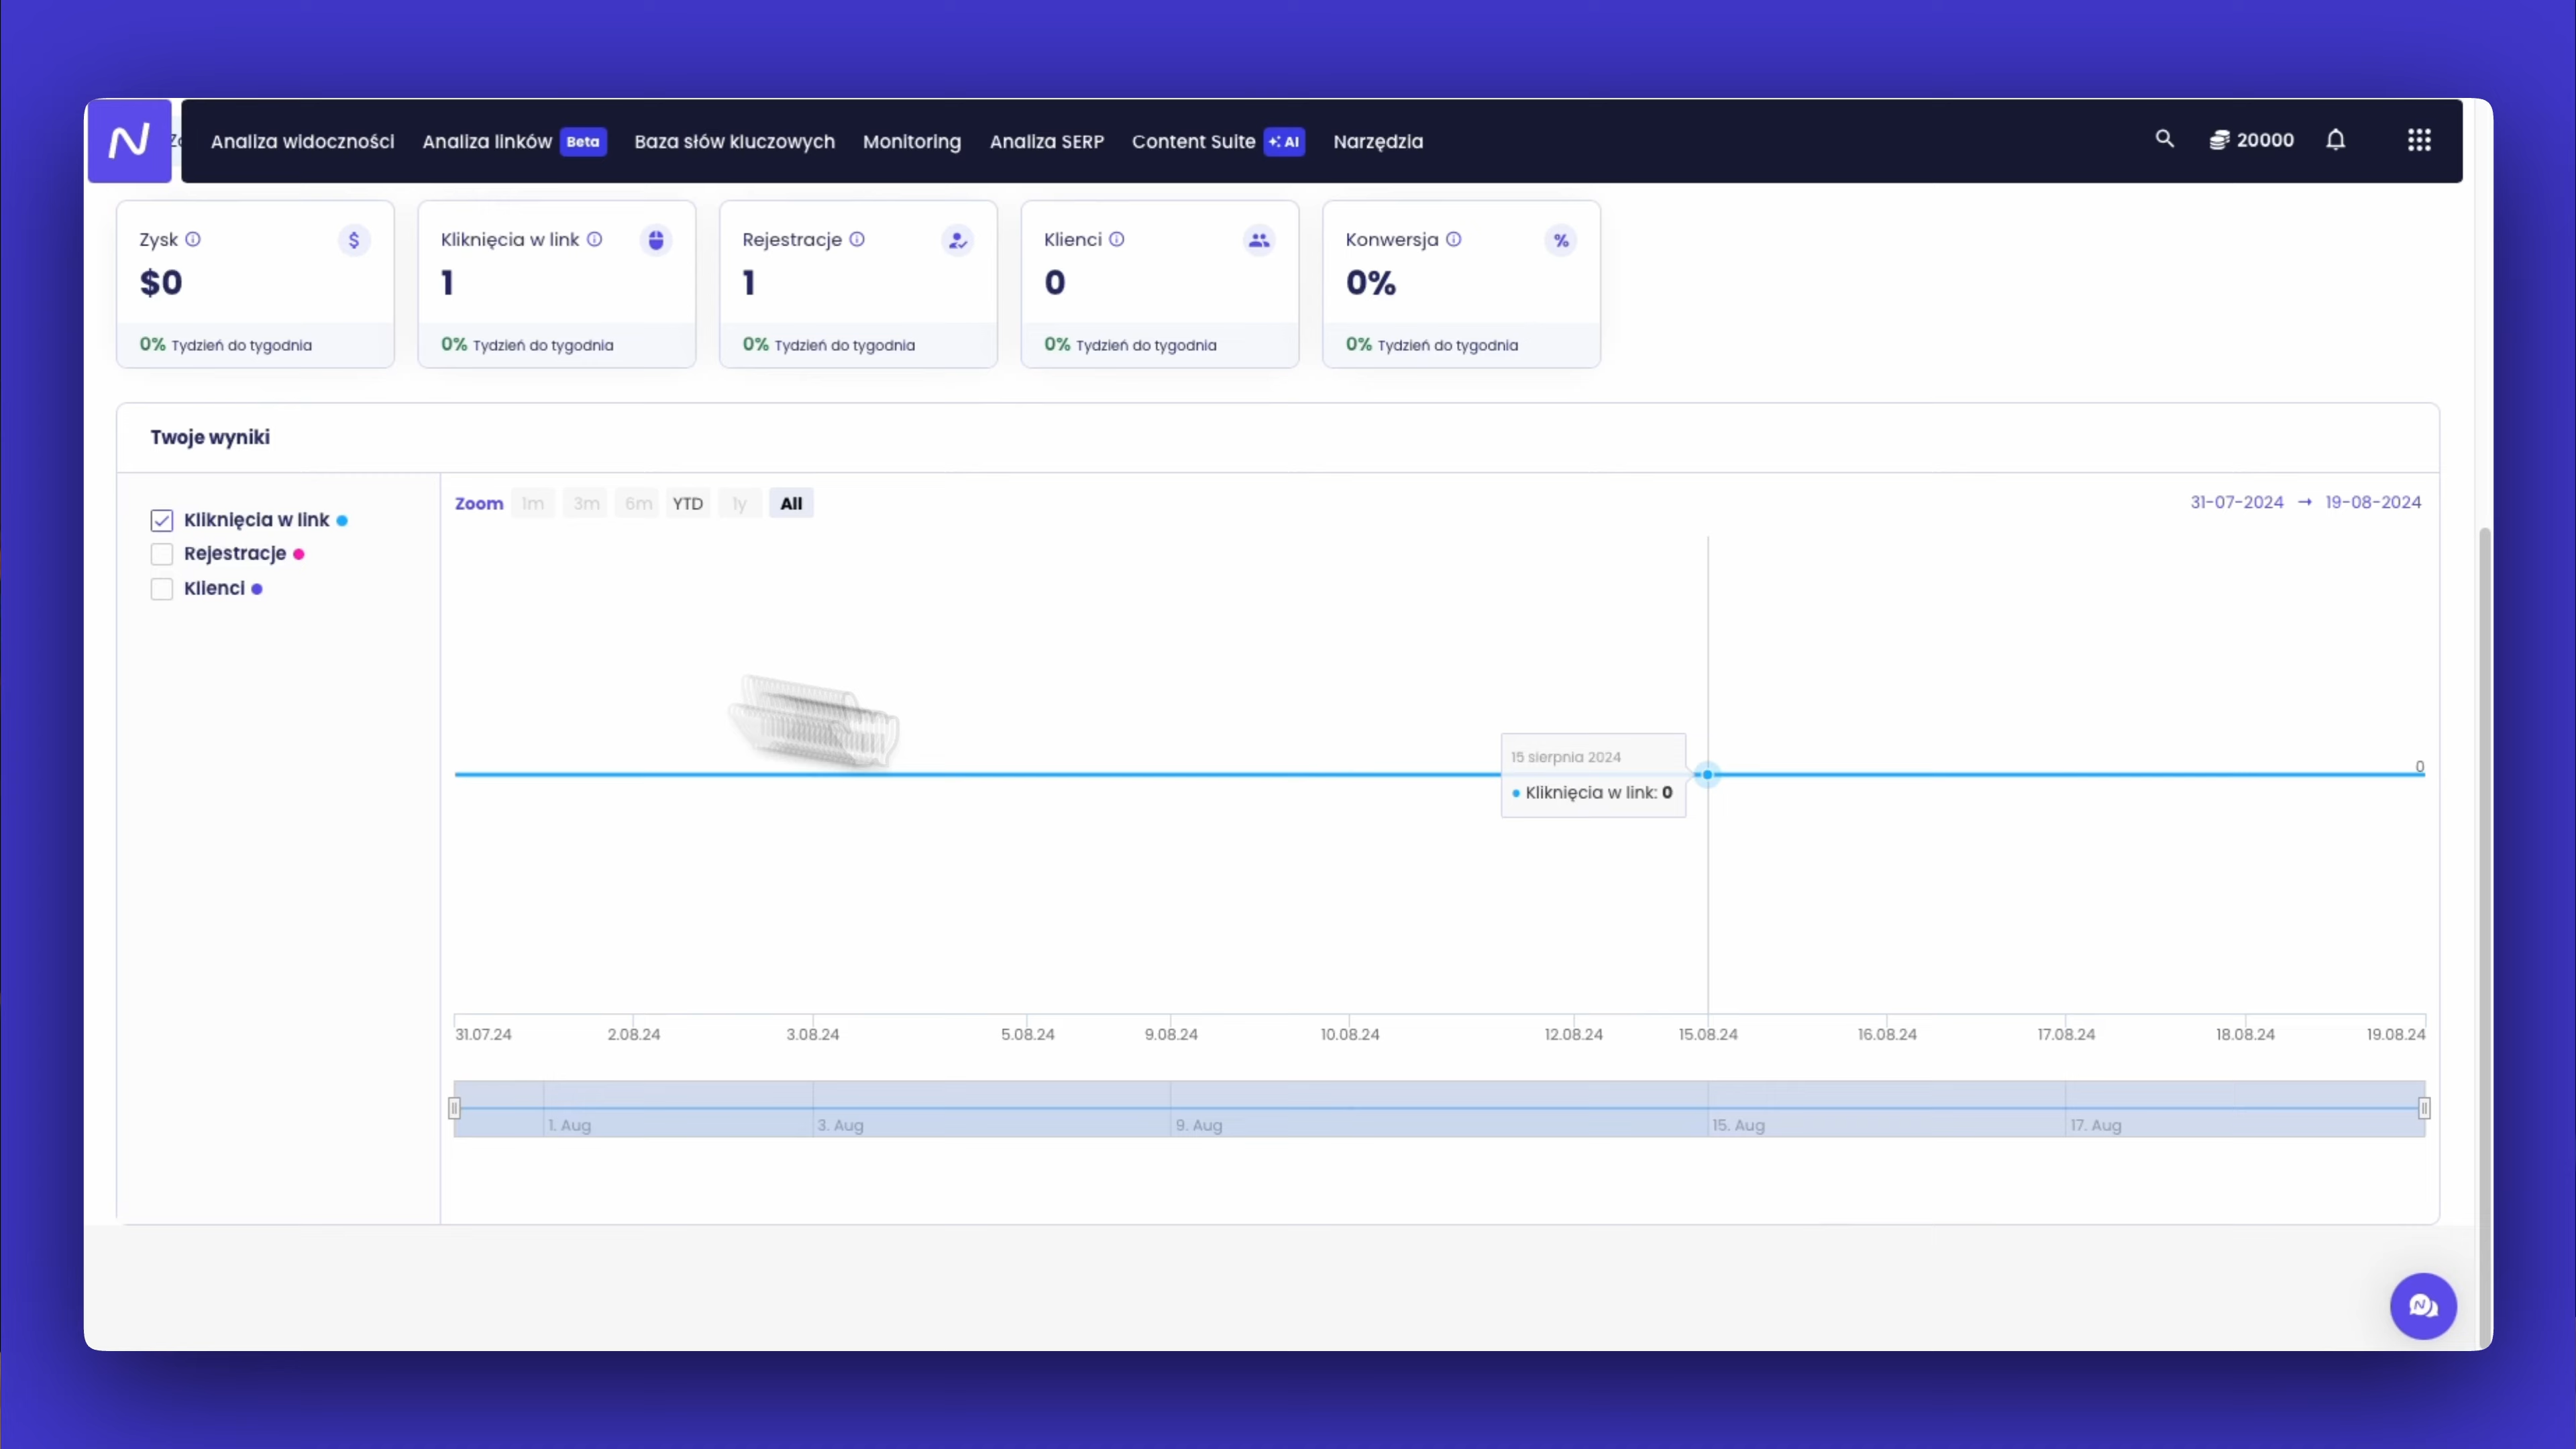 Analiza widoczności Analiza linków Beta Baza słów kluczowych Monitoring Analiza SERP Content Suite AI Narzędzia 20000
Zysk Kliknięcia w link Rejestracje Klienci Konwersja %
$0 1 1 0 0%
0% Tydzień do tygodnia 0% Tydzień do tygodnia 0% Tydzień do tygodnia 0% Tydzień do tygodnia 0% Tydzień do tygodnia
Twoje wyniki
Zoom 1m 3m 6m YTD 1y All 31-07-2024 → 19-08-2024
Kliknięcia w link
Rejestracje
Klienci
15 sierpnia 2024
Kliknięcia w link: 0
0
31.07.24 2.08.24 3.08.24 5.08.24 9.08.24 10.08.24 12.08.24 15.08.24 16.08.24 17.08.24 18.08.24 19.08.24
1. Aug 3. Aug 9. Aug 15. Aug 17. Aug